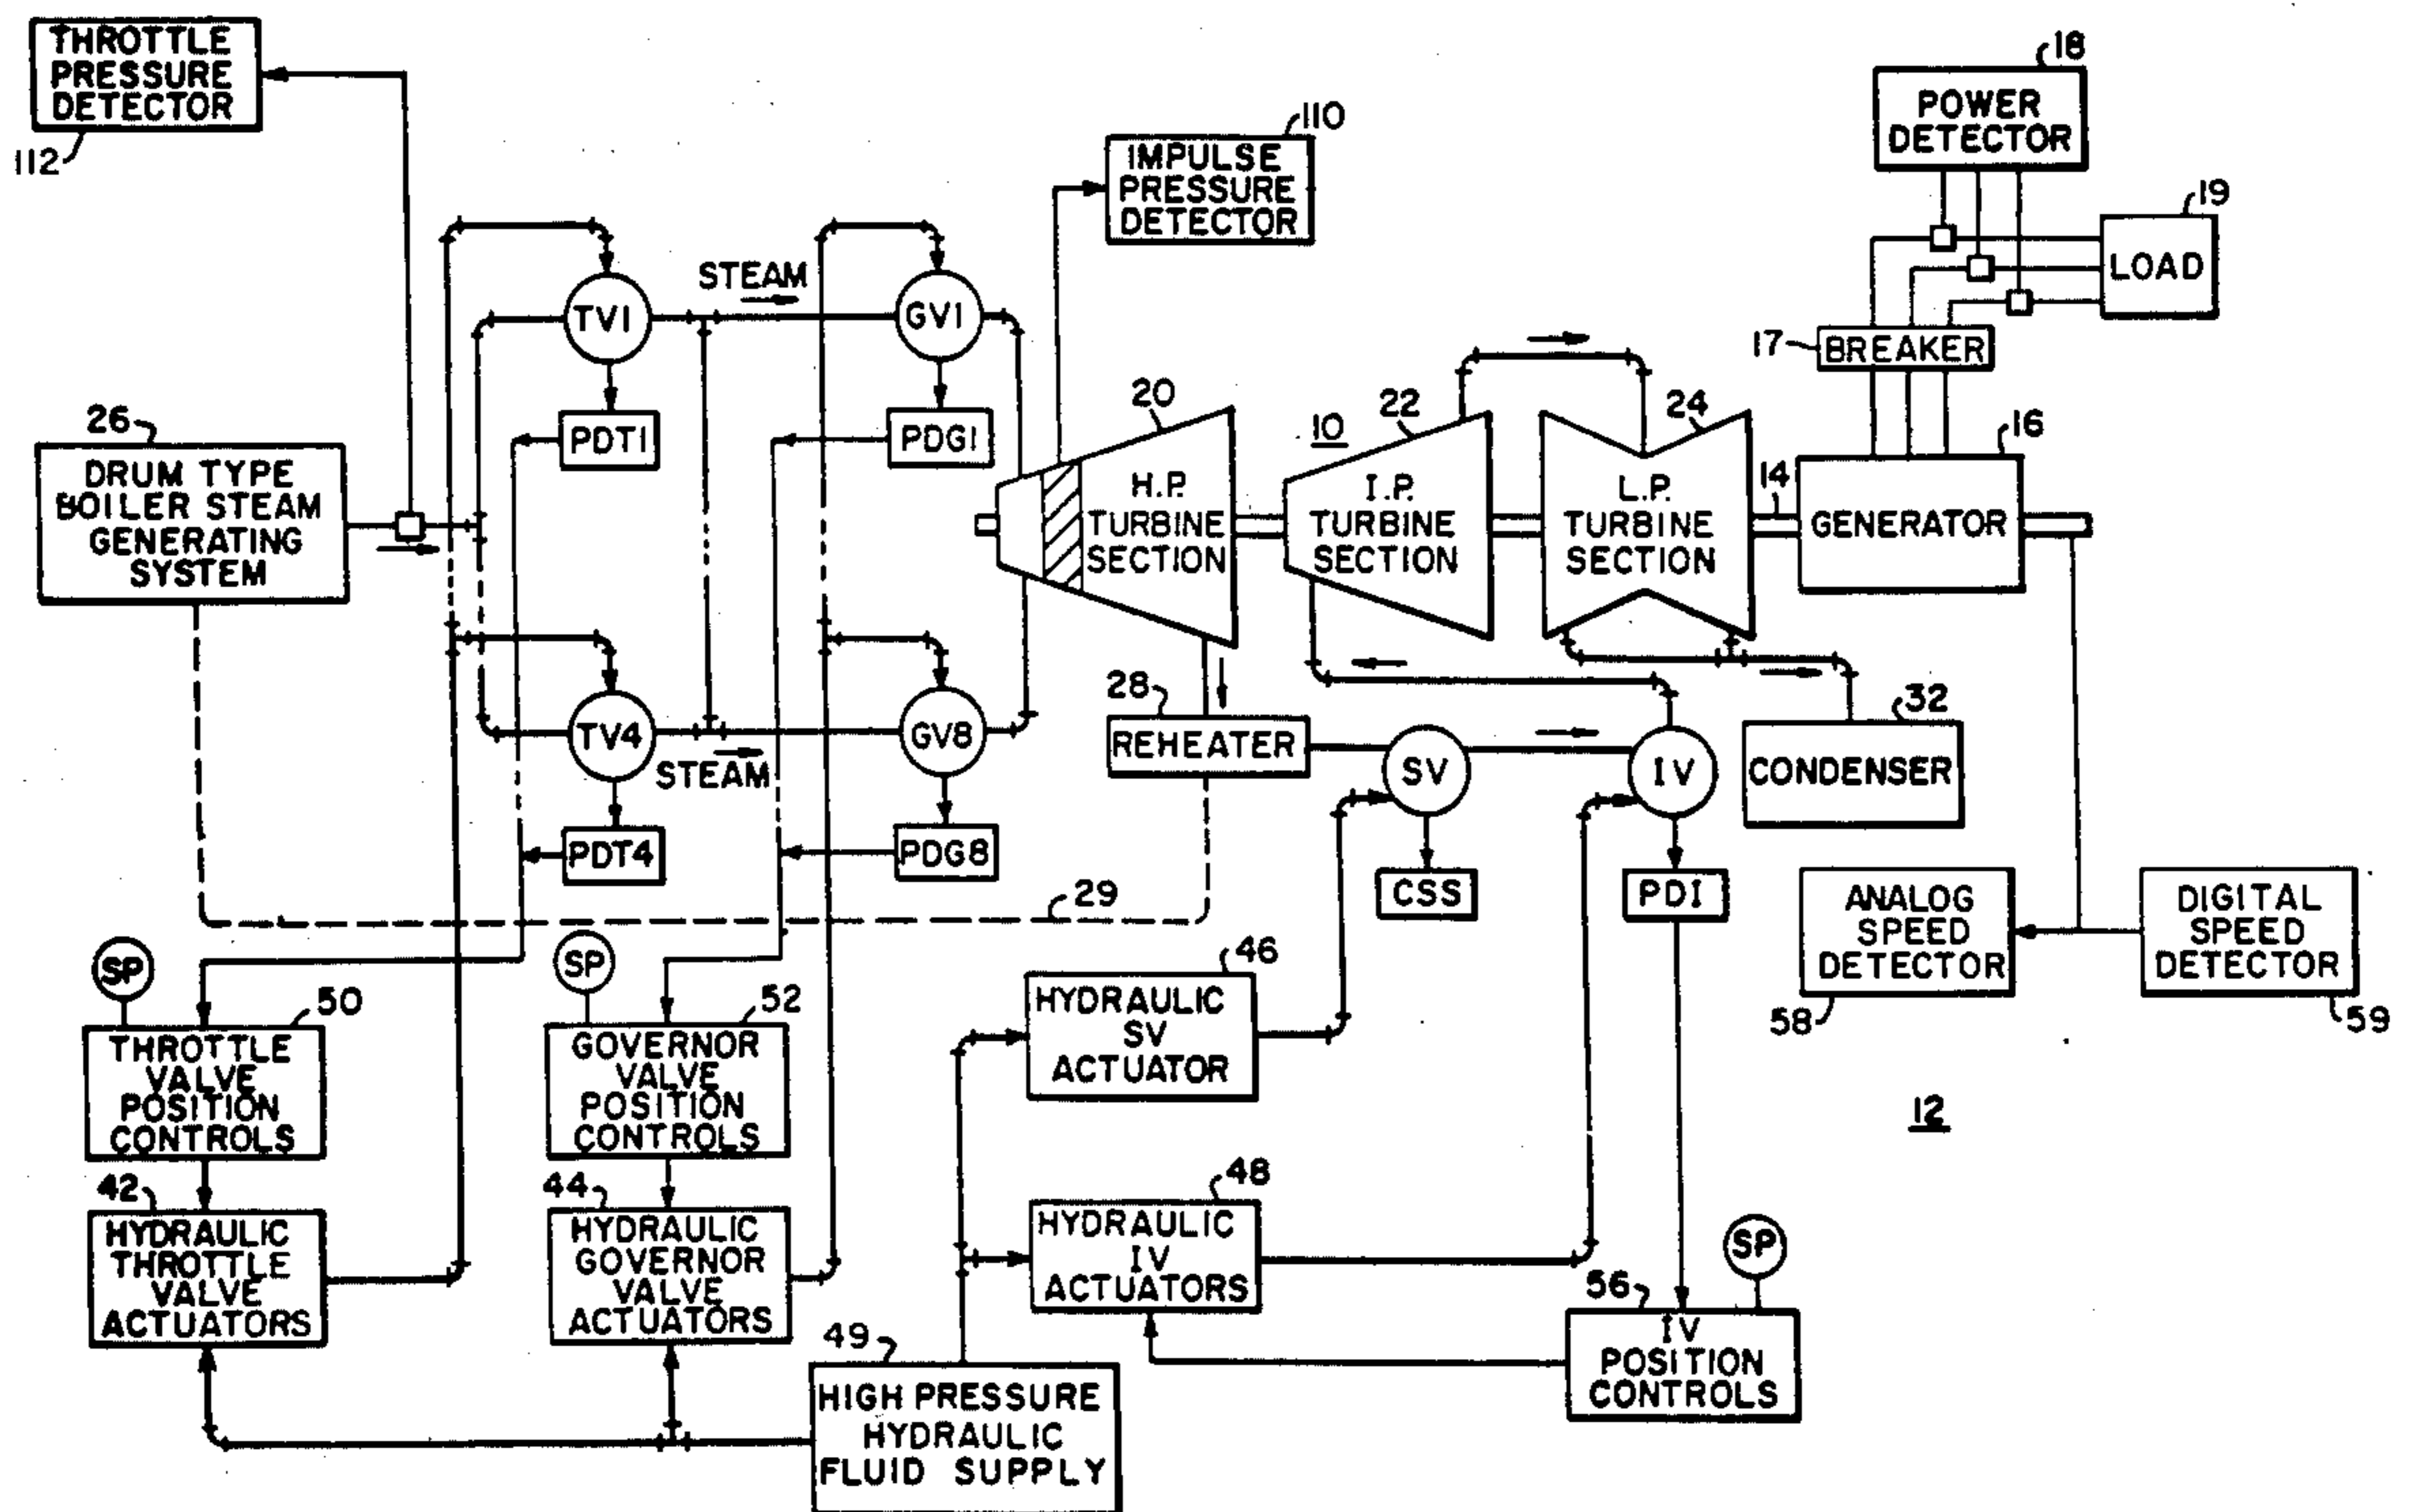 THROTTLE
PRESSURE
DETECTOR
112
18
POWER
DETECTOR
110
IMPULSE
PRESSURE
DETECTOR
19
LOAD
17
BREAKER
TV1
STEAM
GV1
PDT1
PDG1
26
DRUM TYPE
BOILER STEAM
GENERATING
SYSTEM
20
H.P.
TURBINE
SECTION
10
22
I.P.
TURBINE
SECTION
24
L.P.
TURBINE
SECTION
14
16
GENERATOR
TV4
STEAM
GV8
PDT4
PDG8
28
REHEATER
SV
IV
32
CONDENSER
CSS
PDI
29
ANALOG
SPEED
DETECTOR
58
DIGITAL
SPEED
DETECTOR
59
SP
50
THROTTLE
VALVE
POSITION
CONTROLS
SP
52
GOVERNOR
VALVE
POSITION
CONTROLS
46
HYDRAULIC
SV
ACTUATOR
12
42
HYDRAULIC
THROTTLE
VALVE
ACTUATORS
44
HYDRAULIC
GOVERNOR
VALVE
ACTUATORS
48
HYDRAULIC
IV
ACTUATORS
SP
56
IV
POSITION
CONTROLS
49
HIGH PRESSURE
HYDRAULIC
FLUID SUPPLY